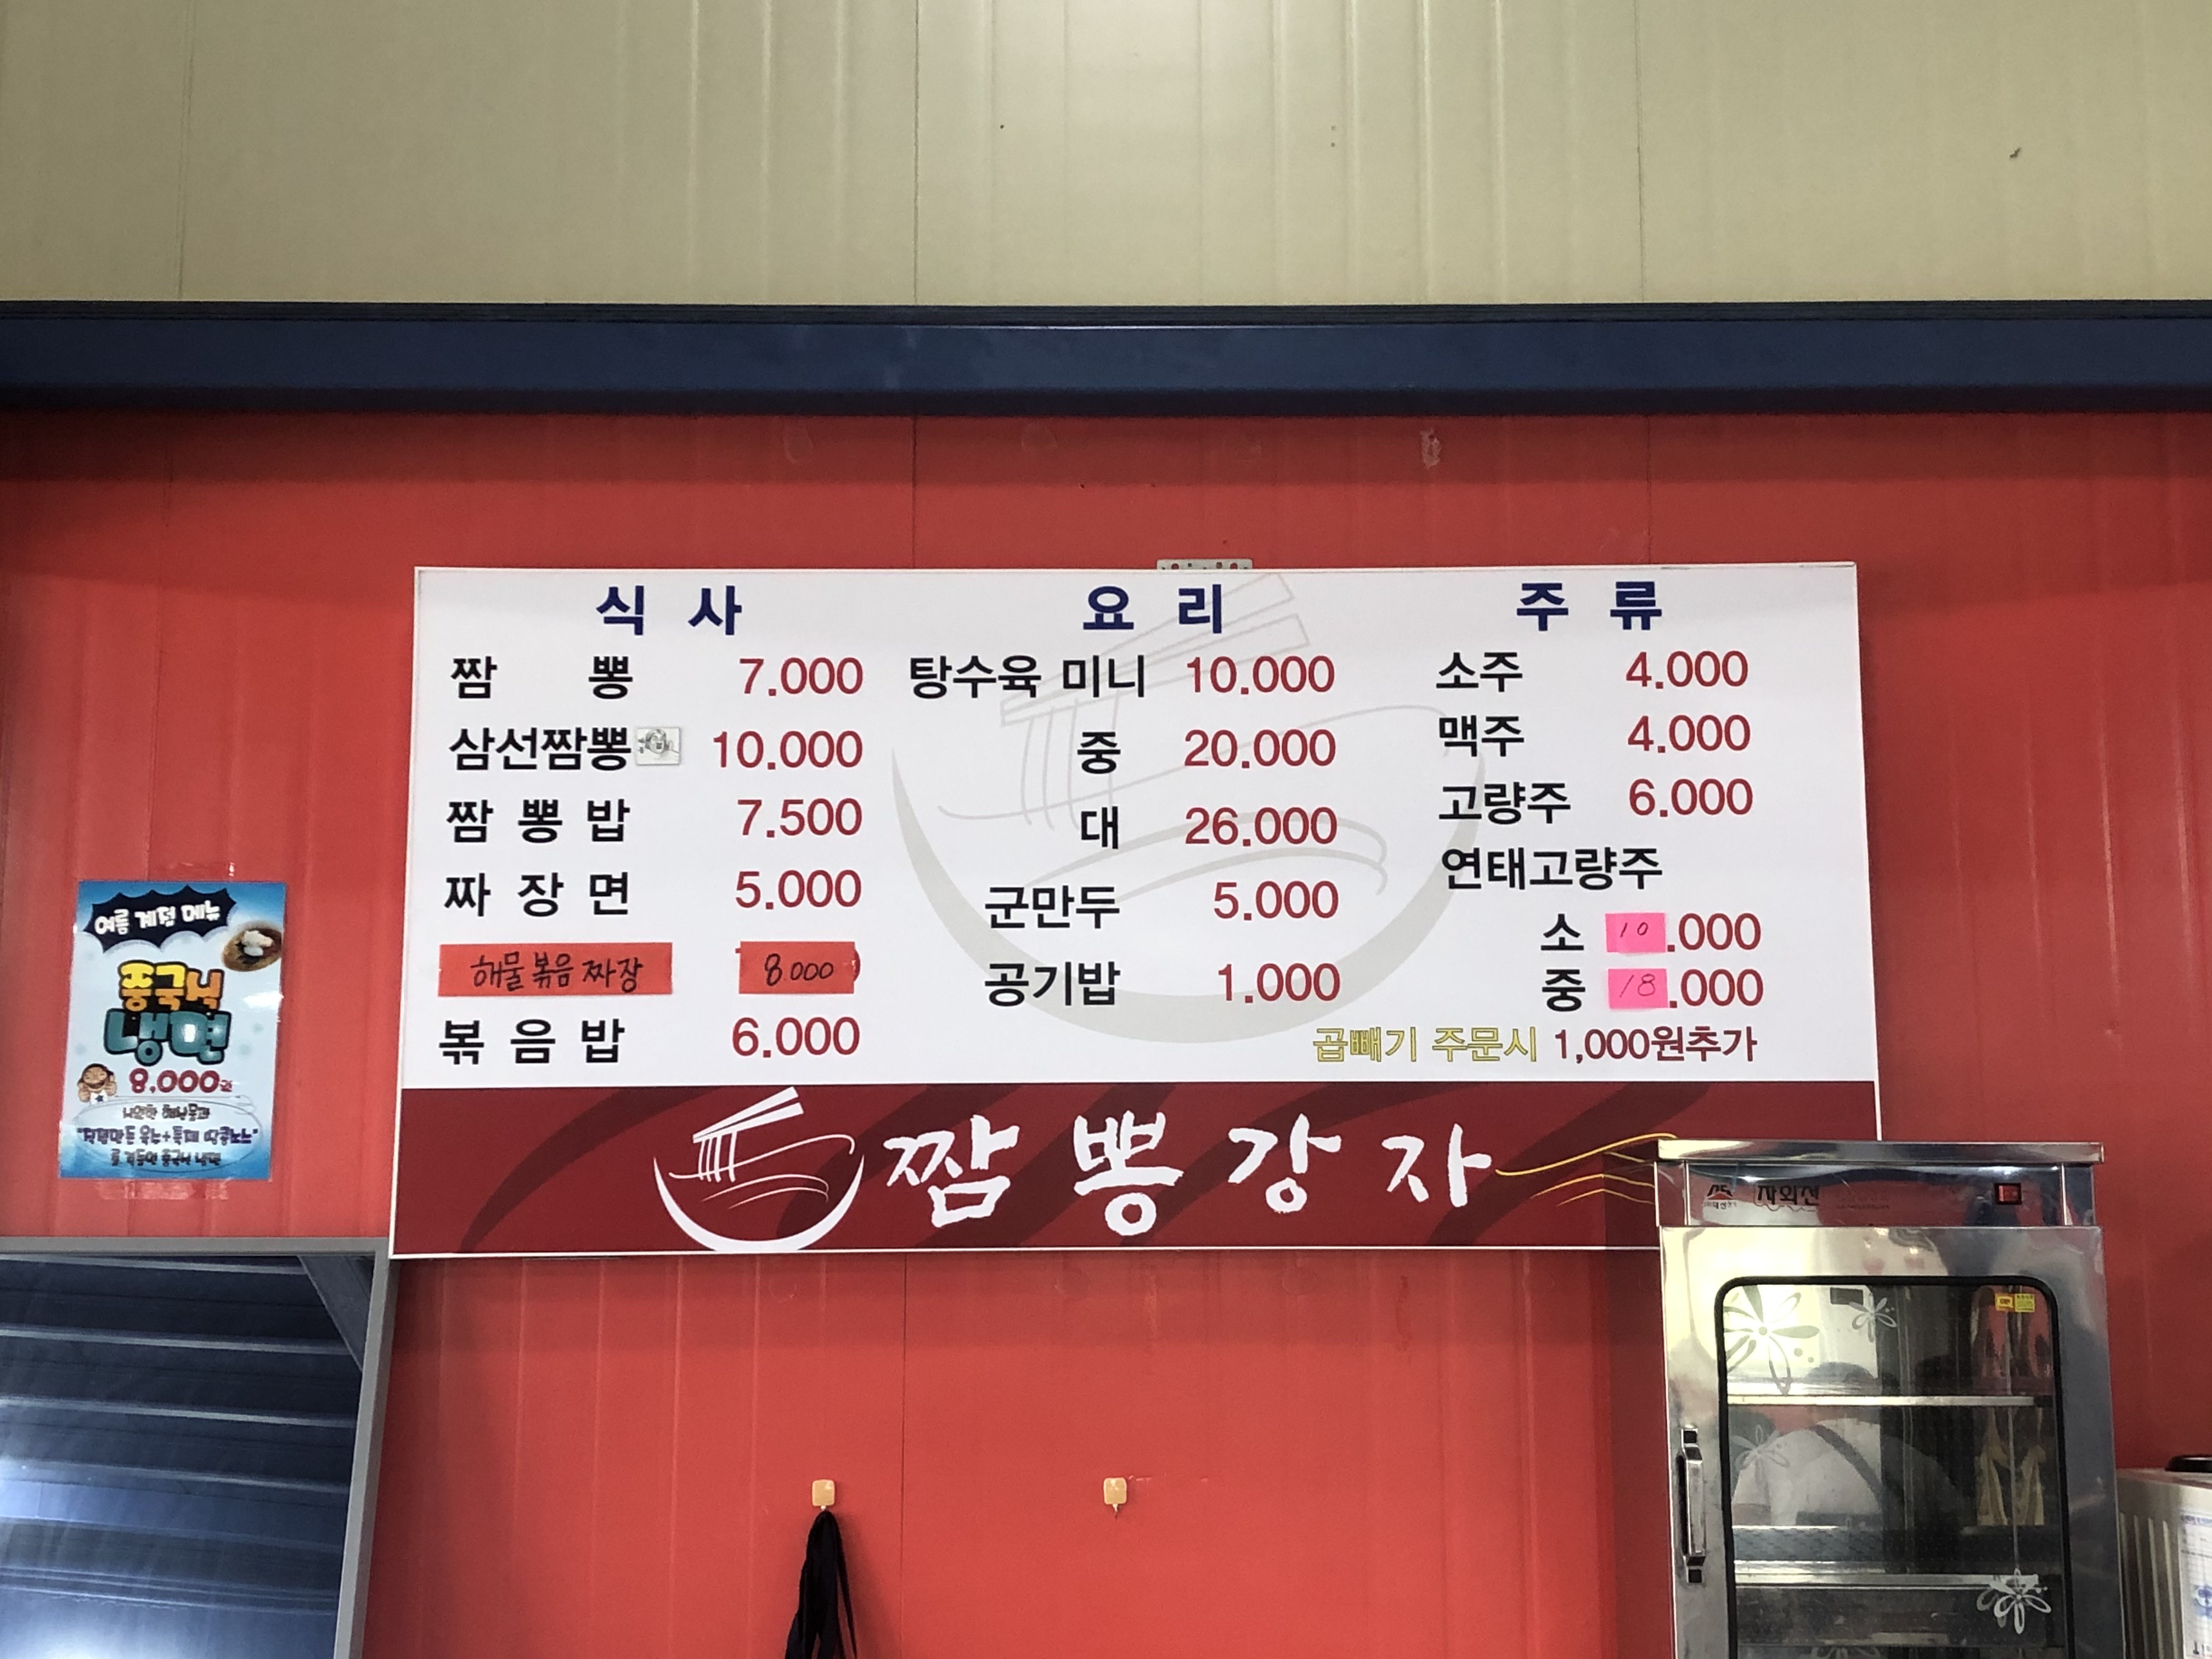 식 사
짬 뽕 7.000
삼선짬뽕 10.000
짬 뽕 밥 7.500
짜 장 면 5.000
해물볶음짜장 8000
볶 음 밥 6.000
요 리
탕수육 미니 10.000
중 20.000
대 26.000
군만두 5.000
공기밥 1.000
주 류
소주 4.000
맥주 4.000
고량주 6.000
연태고량주
소 10.000
중 18.000
곱빼기 주문시 1,000원추가
짬뽕강자
여름 계절 메뉴
중국식
냉면
8,000원
자외선